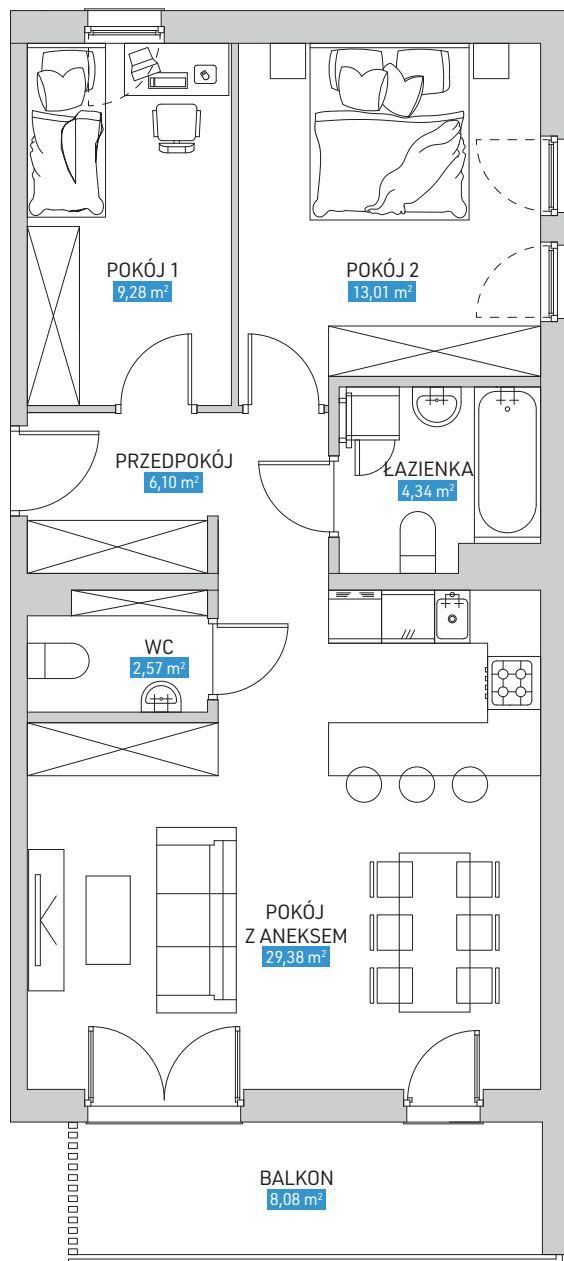 POKÓJ 1
9,28 m²
POKÓJ 2
13,01 m²
PRZEDPOKÓJ
6,10 m²
ŁAZIENKA
4,34 m²
WC
2,57 m²
POKÓJ
Z ANEKSEM
29,38 m²
BALKON
8,08 m²